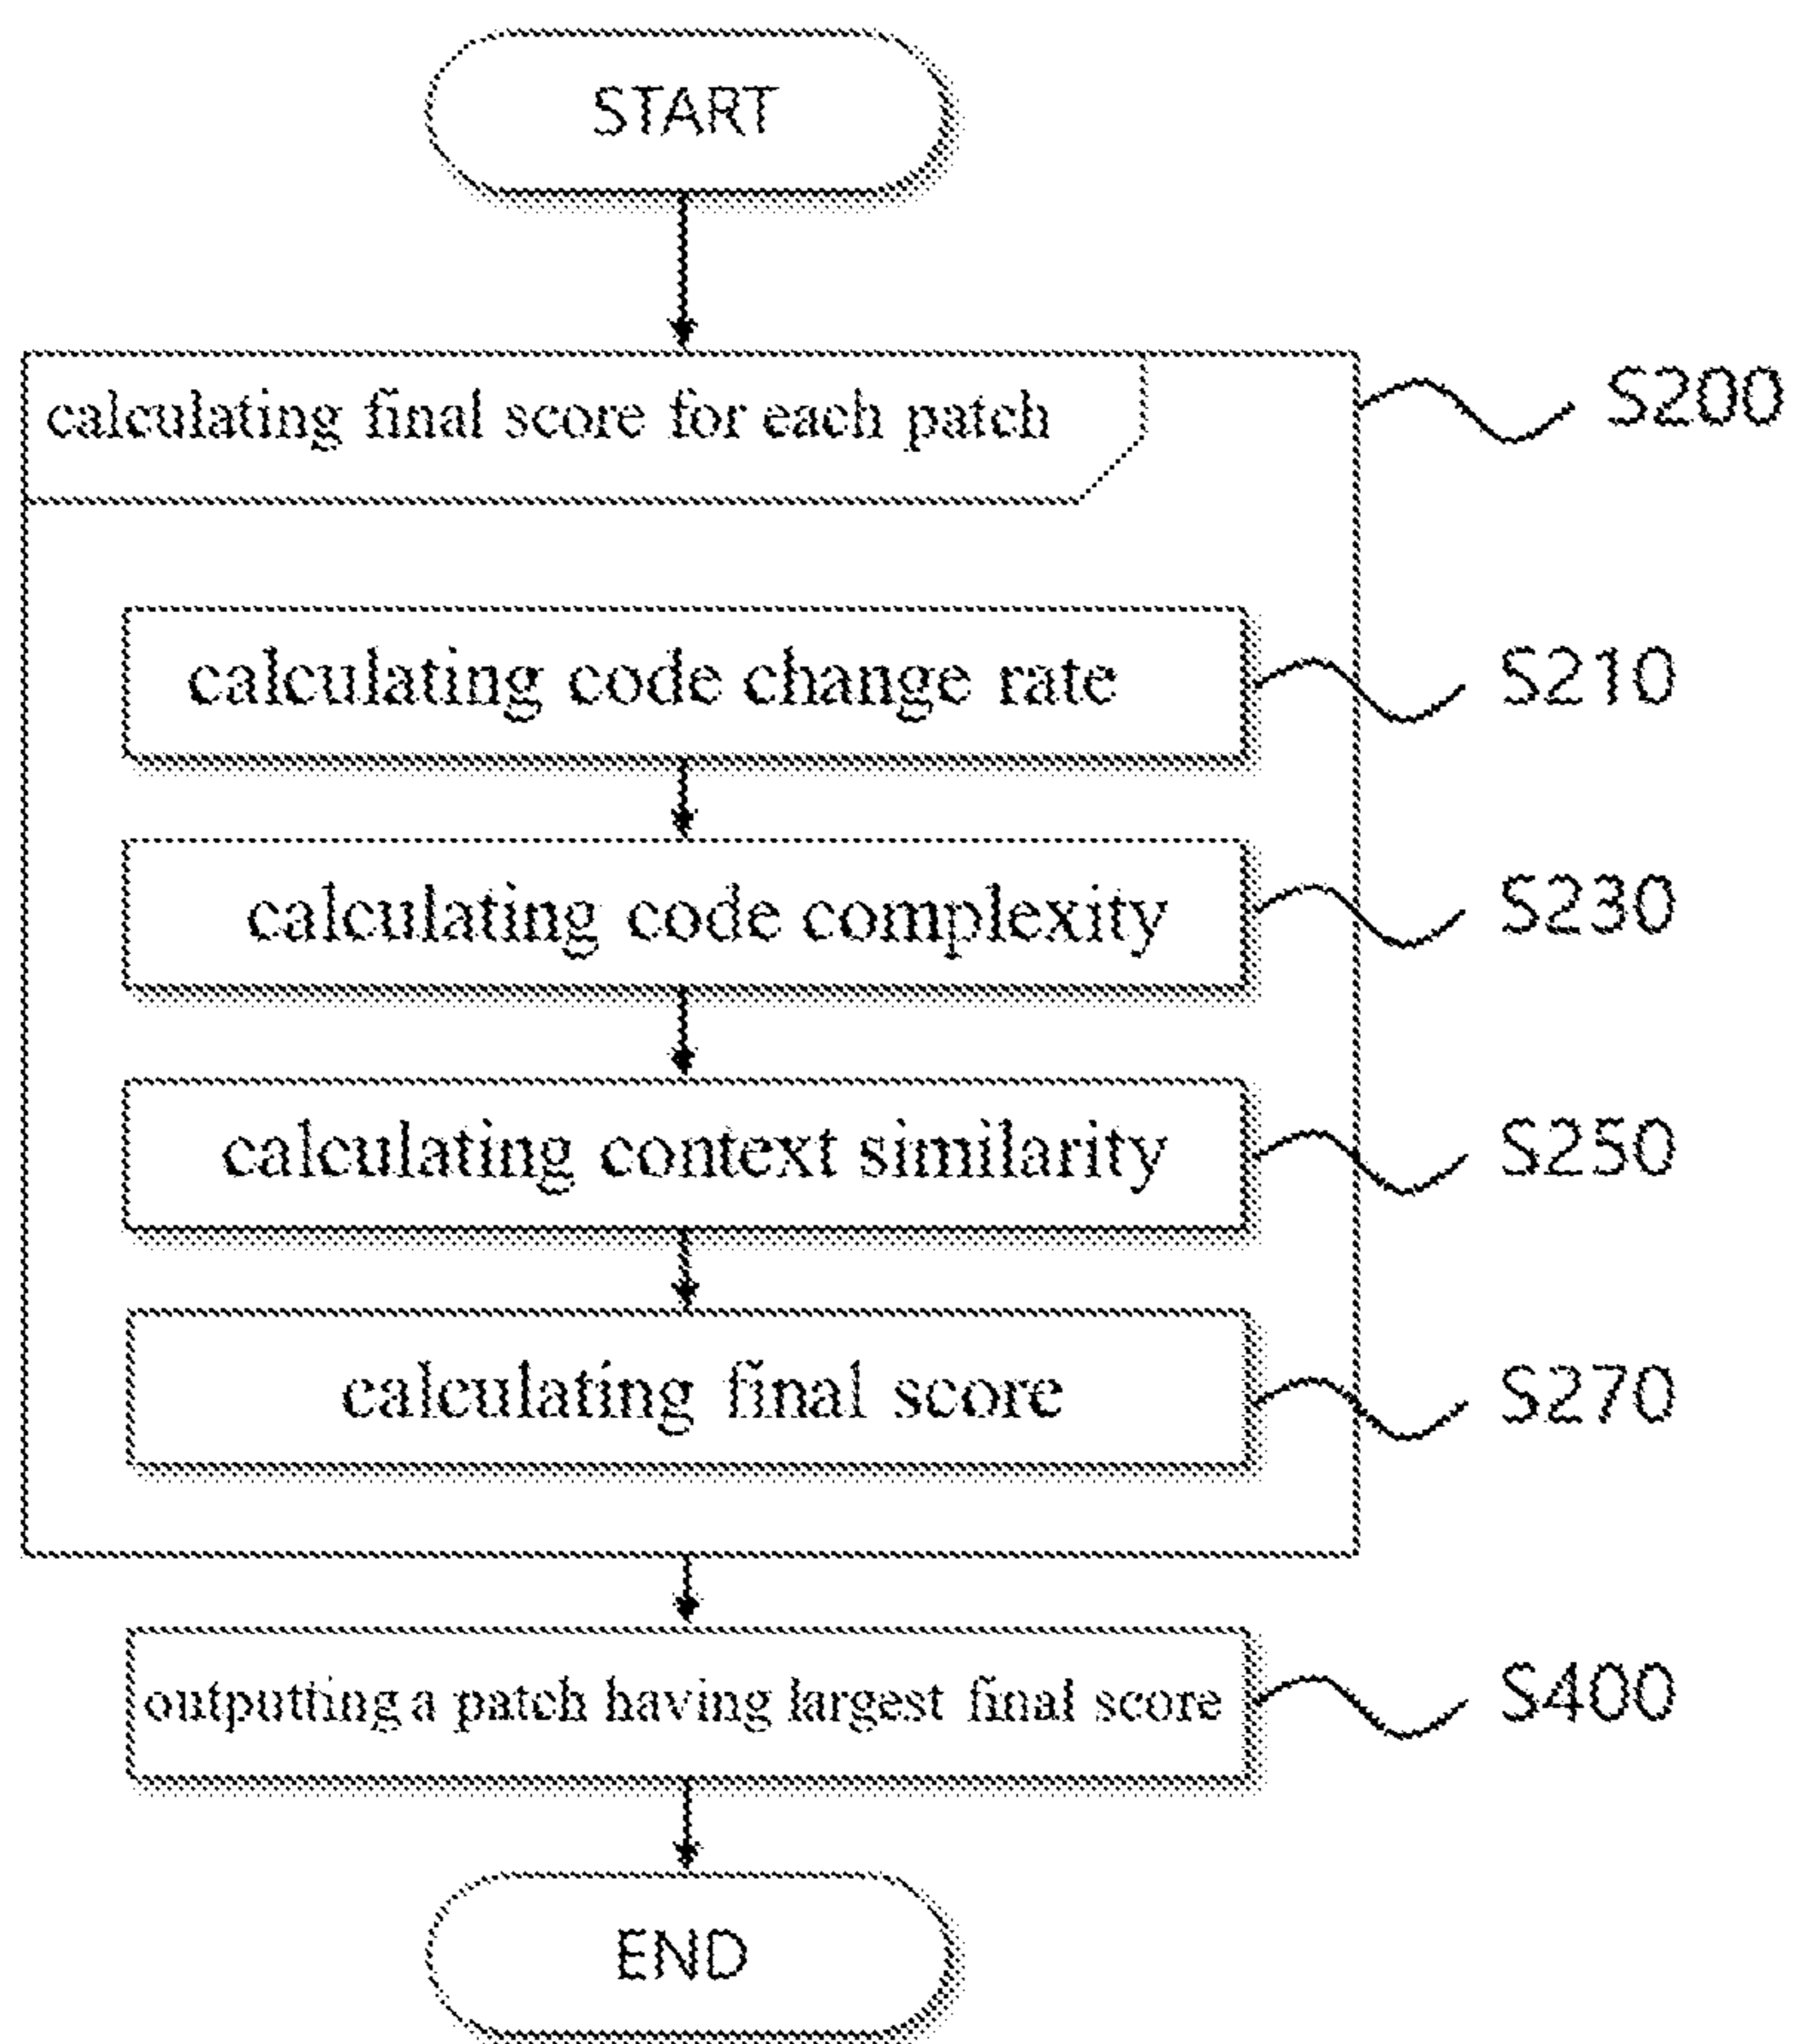 START
calculating final score for each patch
S200
calculating code change rate
S210
calculating code complexity
S230
calculating context similarity
S250
calculating final score
S270
outputting a patch having largest final score
S400
END